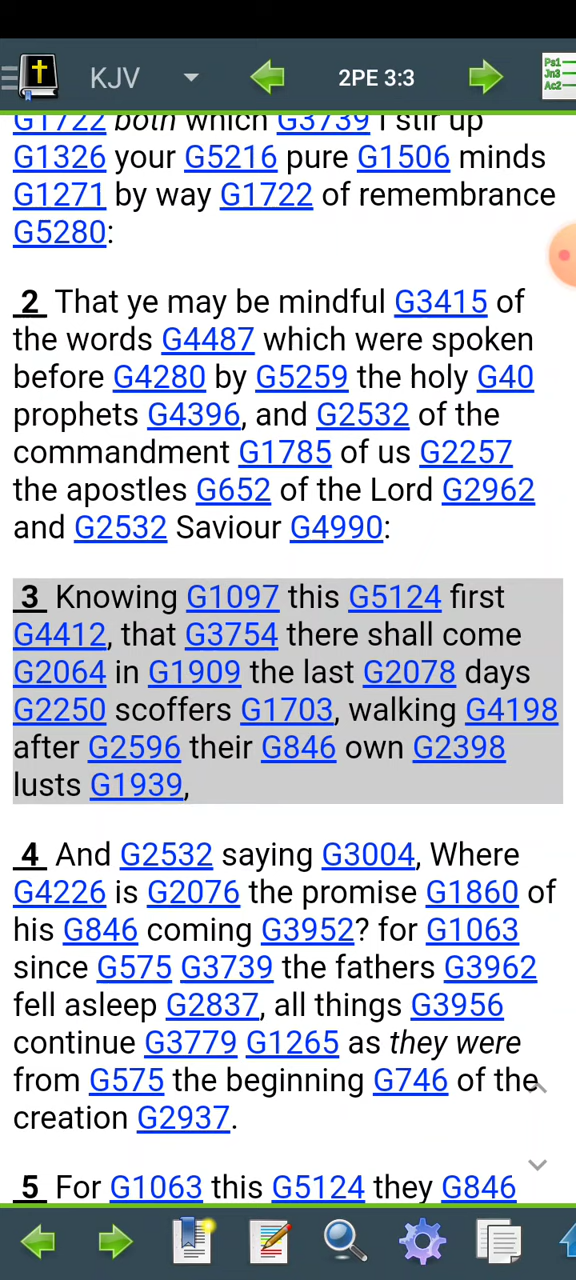 KJV
2PE 3:3
Ps1
Jn3
Ac2
G1722 both which G3739 I stir up
G1326 your G5216 pure G1506 minds
G1271 by way G1722 of remembrance
G5280:
2 That ye may be mindful G3415 of
the words G4487 which were spoken
before G4280 by G5259 the holy G40
prophets G4396, and G2532 of the
commandment G1785 of us G2257
the apostles G652 of the Lord G2962
and G2532 Saviour G4990:
3 Knowing G1097 this G5124 first
G4412, that G3754 there shall come
G2064 in G1909 the last G2078 days
G2250 scoffers G1703, walking G4198
after G2596 their G846 own G2398
lusts G1939,
4 And G2532 saying G3004, Where
G4226 is G2076 the promise G1860 of
his G846 coming G3952? for G1063
since G575 G3739 the fathers G3962
fell asleep G2837, all things G3956
continue G3779 G1265 as they were
from G575 the beginning G746 of the
creation G2937.
5 For G1063 this G5124 they G846